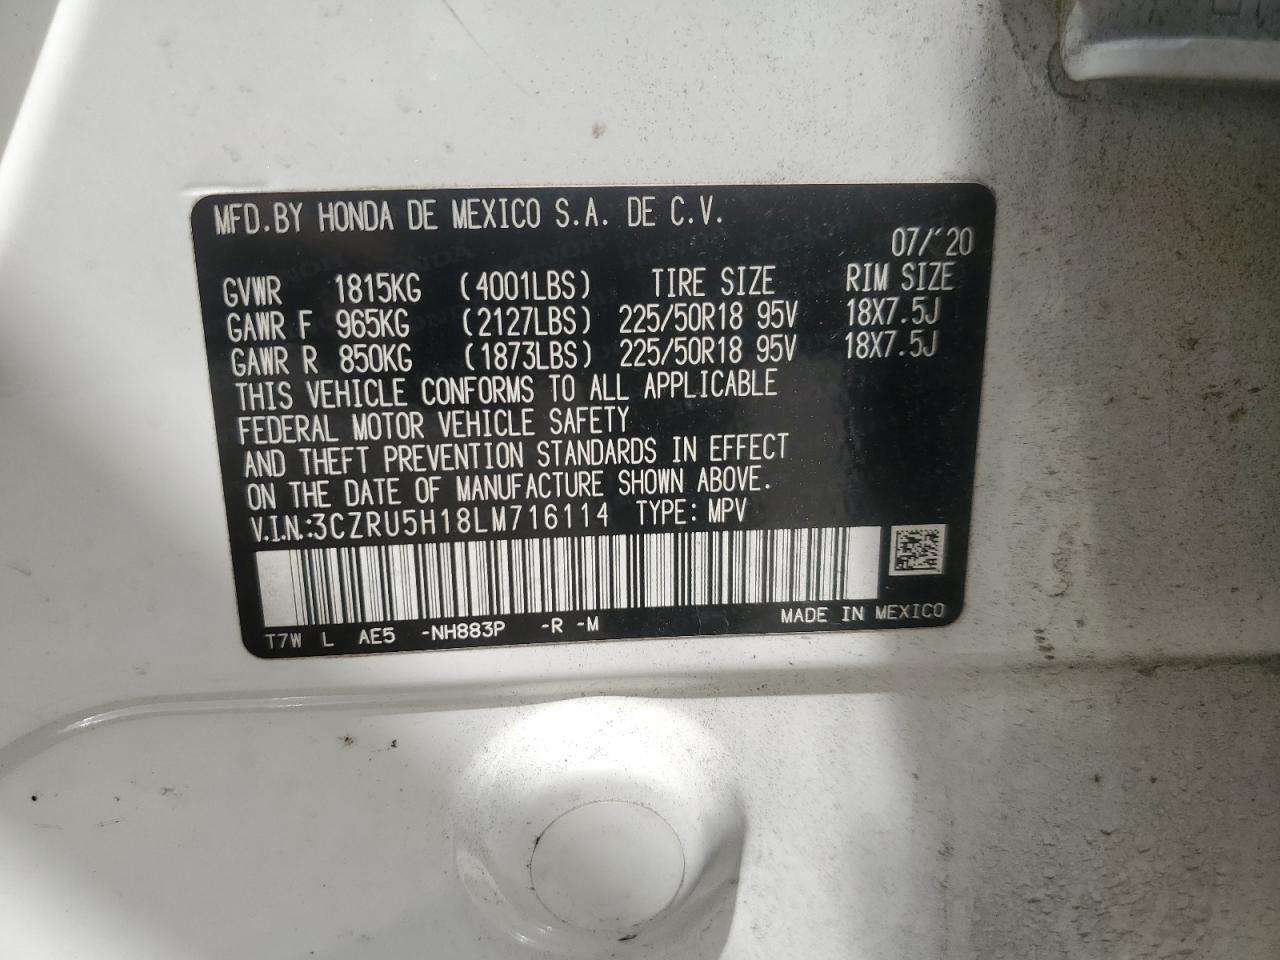 MFD.BY HONDA DE MEXICO S.A. DE C.V.
07/'20
GVWR 1815KG (4001LBS) TIRE SIZE RIM SIZE
GAWR F 965KG (2127LBS) 225/50R18 95V 18X7.5J
GAWR R 850KG (1873LBS) 225/50R18 95V 18X7.5J
THIS VEHICLE CONFORMS TO ALL APPLICABLE
FEDERAL MOTOR VEHICLE SAFETY
AND THEFT PREVENTION STANDARDS IN EFFECT
ON THE DATE OF MANUFACTURE SHOWN ABOVE.
V.I.N.:3CZRU5H18LM716114 TYPE: MPV
T7W L AE5 -NH883P -R -M MADE IN MEXICO